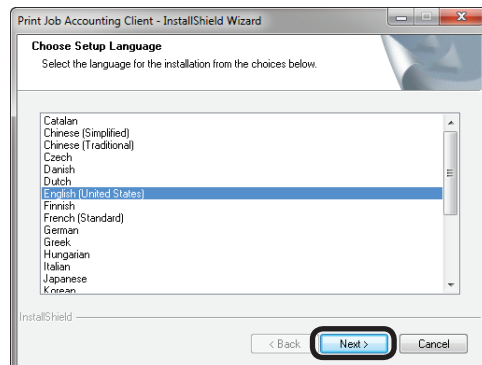 Print Job Accounting Client - InstallShield Wizard
Choose Setup Language
Select the language for the installation from the choices below.
Catalan
Chinese (Simplified)
Chinese (Traditional)
Czech
Danish
Dutch
English (United States)
Finnish
French (Standard)
German
Greek
Hungarian
Italian
Japanese
Korean
InstallShield
< Back Next > Cancel